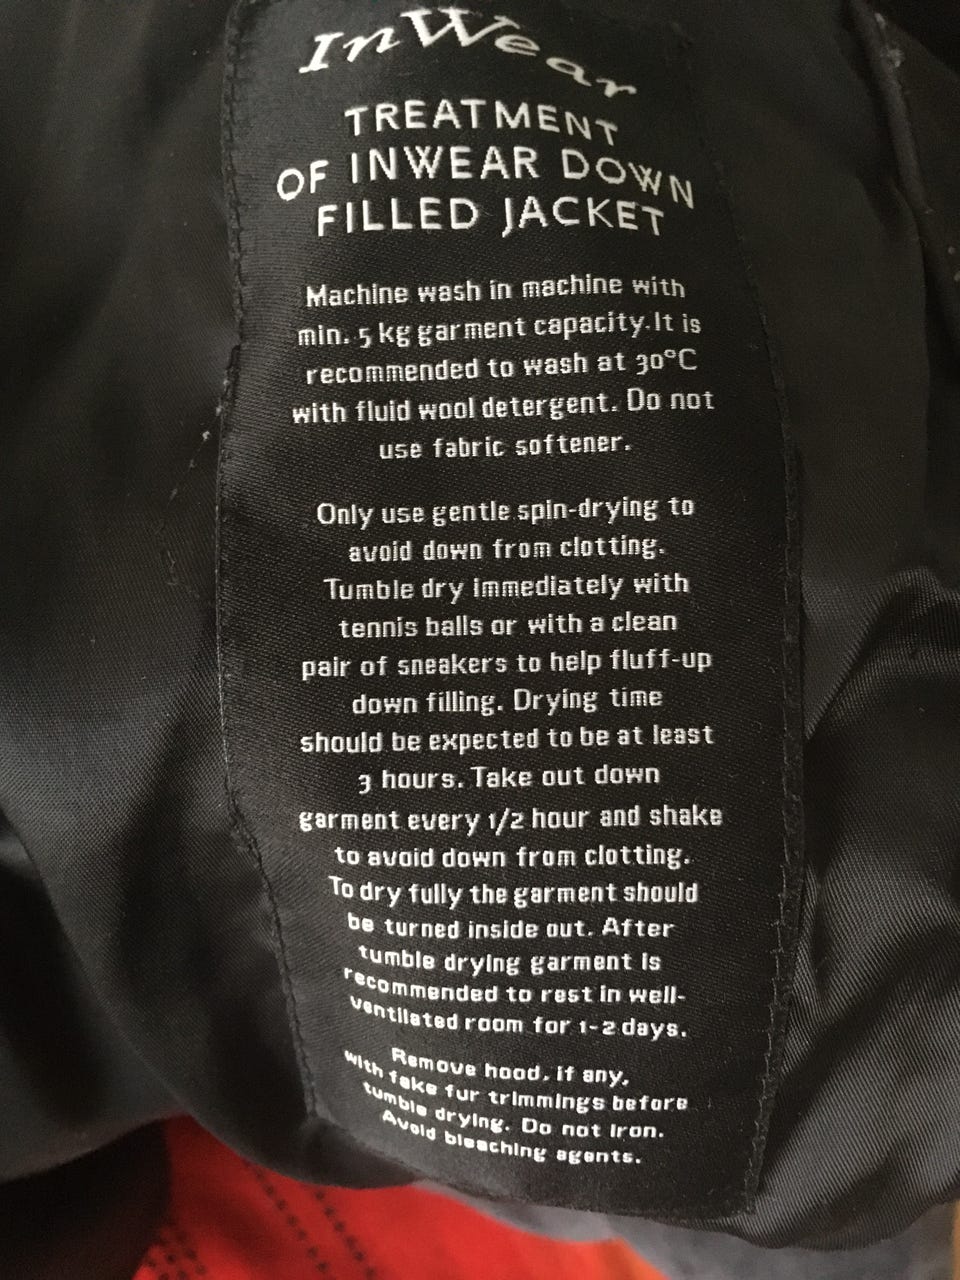 InWear
TREATMENT
OF INWEAR DOWN
FILLED JACKET
Machine wash in machine with
min. 5 kg garment capacity. It is
recommended to wash at 30°C
with fluid wool detergent. Do not
use fabric softener.
Only use gentle spin-drying to
avoid down from clotting.
Tumble dry immediately with
tennis balls or with a clean
pair of sneakers to help fluff-up
down filling. Drying time
should be expected to be at least
3 hours. Take out down
garment every 1/2 hour and shake
to avoid down from clotting.
To dry fully the garment should
be turned inside out. After
tumble drying garment is
recommended to rest in well-
ventilated room for 1-2 days.
Remove hood, if any,
with fake fur trimmings before
tumble drying. Do not iron.
Avoid bleaching agents.